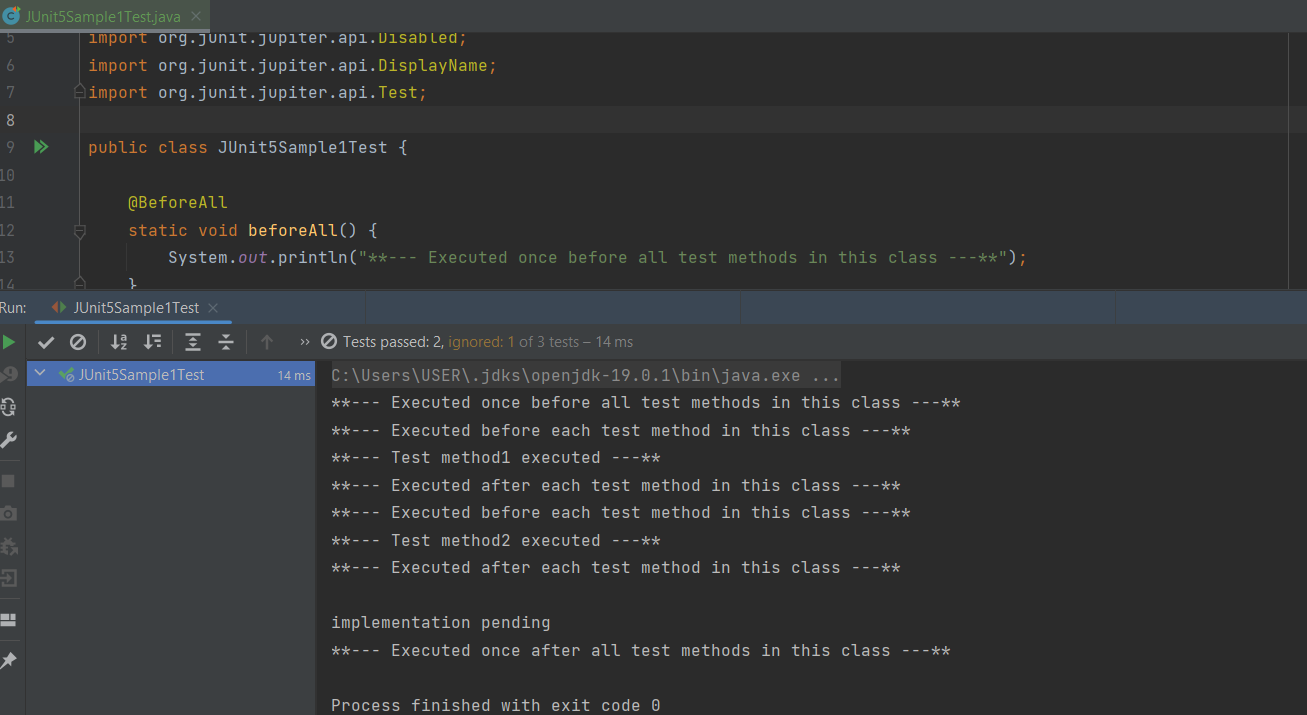 JUnit5Sample1Test.java
5 import org.junit.jupiter.api.Disabled;
6 import org.junit.jupiter.api.DisplayName;
7 import org.junit.jupiter.api.Test;
8
9 public class JUnit5Sample1Test {
10
11 @BeforeAll
12 static void beforeAll() {
13 System.out.println("**--- Executed once before all test methods in this class ---**");
14 }
Run: JUnit5Sample1Test
Tests passed: 2, ignored: 1 of 3 tests – 14 ms
JUnit5Sample1Test 14 ms
C:\Users\USER\.jdks\openjdk-19.0.1\bin\java.exe ...
**--- Executed once before all test methods in this class ---**
**--- Executed before each test method in this class ---**
**--- Test method1 executed ---**
**--- Executed after each test method in this class ---**
**--- Executed before each test method in this class ---**
**--- Test method2 executed ---**
**--- Executed after each test method in this class ---**
implementation pending
**--- Executed once after all test methods in this class ---**
Process finished with exit code 0